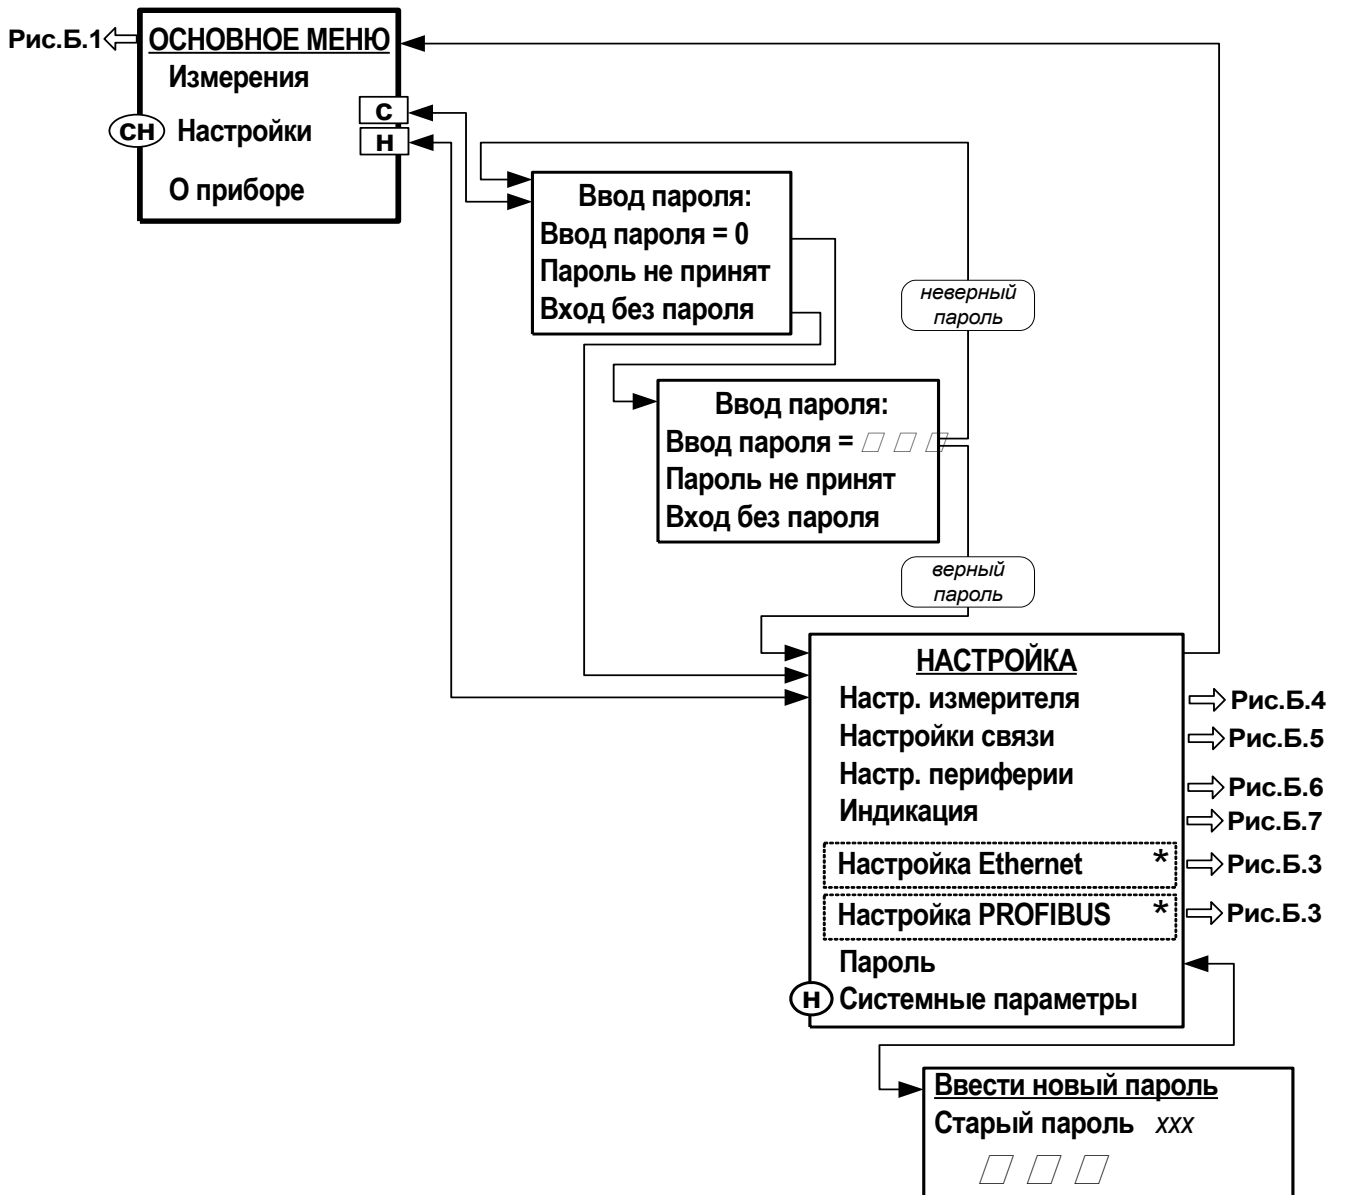 Рис.Б.1
ОСНОВНОЕ МЕНЮ
Измерения
С
СН
Настройки
Н
О приборе
Ввод пароля:
Ввод пароля = 0
Пароль не принят
Вход без пароля
неверный
пароль
Ввод пароля:
Ввод пароля =
Пароль не принят
Вход без пароля
верный
пароль
НАСТРОЙКА
Настр. измерителя
Рис.Б.4
Настройки связи
Рис.Б.5
Настр. периферии
Рис.Б.6
Индикация
Рис.Б.7
Настройка Ethernet *
Рис.Б.3
Настройка PROFIBUS *
Рис.Б.3
Пароль
Н
Системные параметры
Ввести новый пароль
Старый пароль xxx